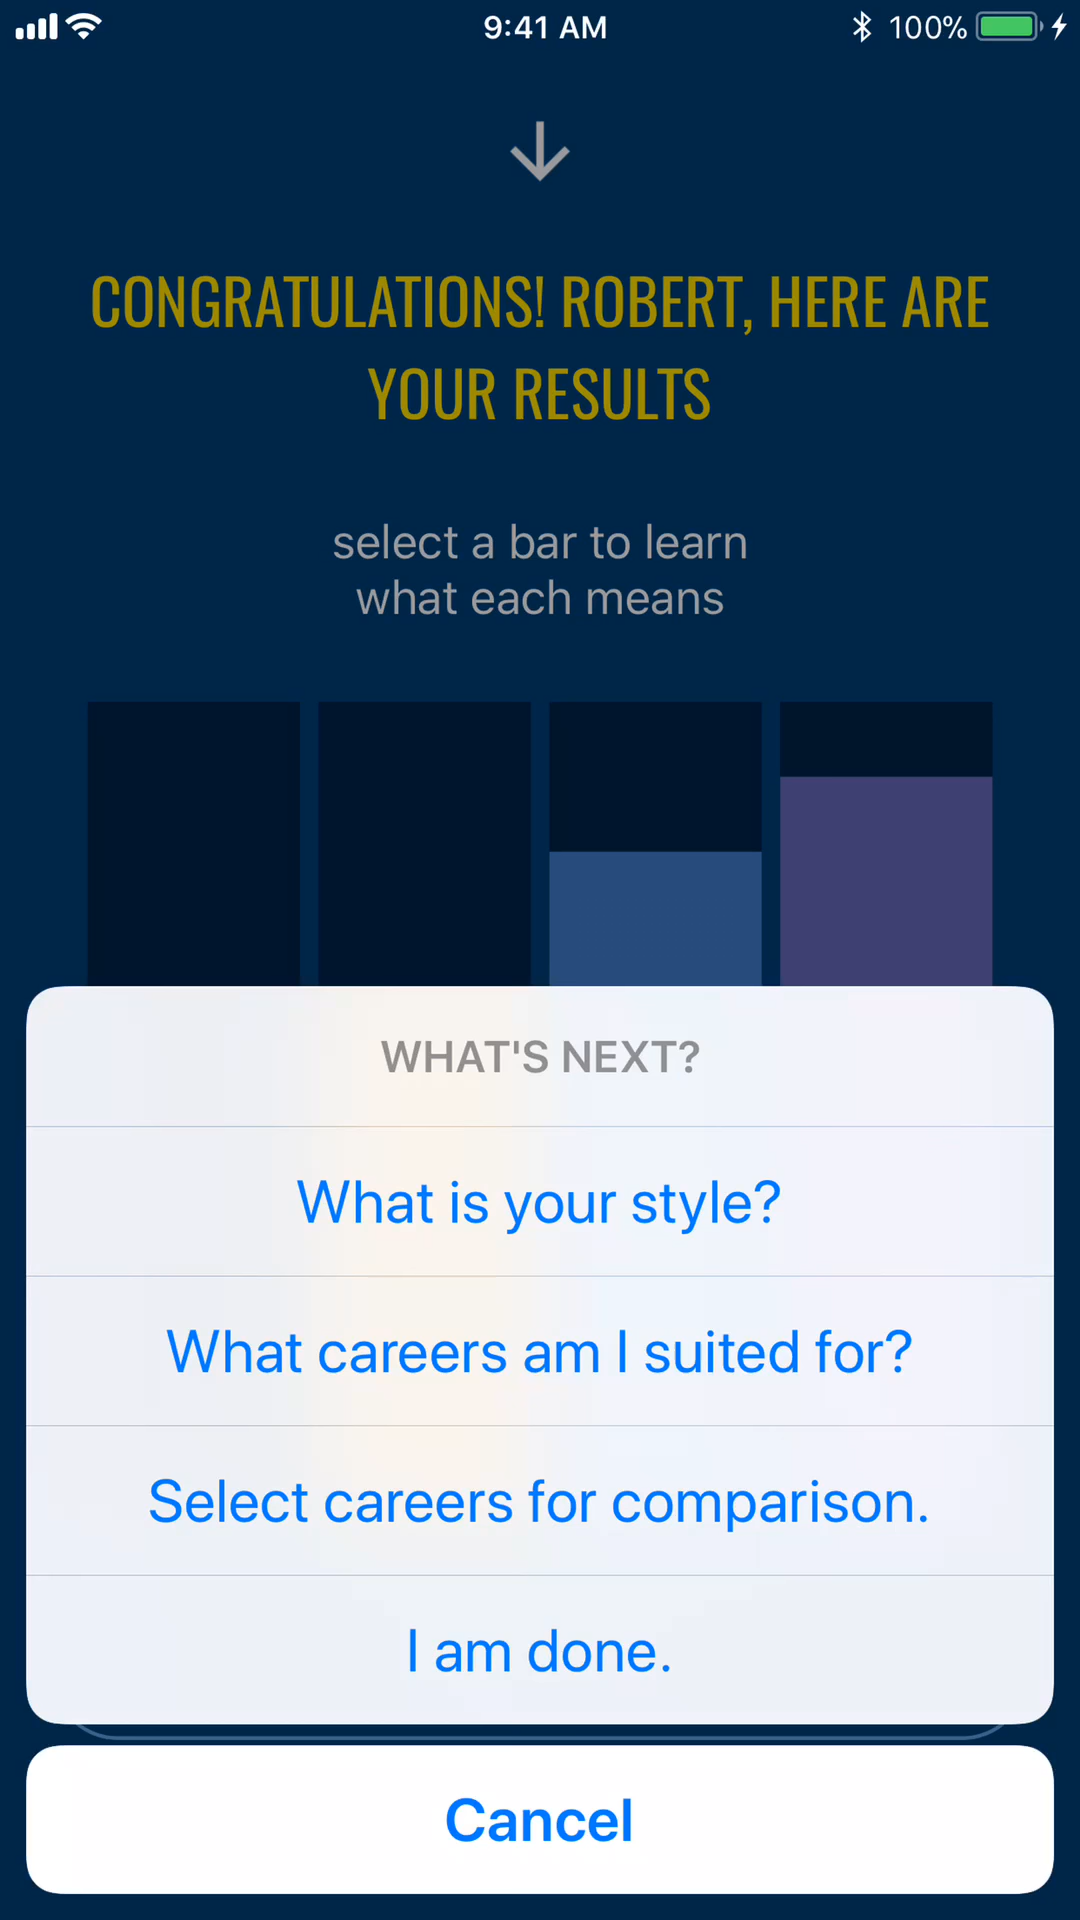 9:41 AM
100%
CONGRATULATIONS! ROBERT, HERE ARE
YOUR RESULTS
select a bar to learn
what each means
WHAT'S NEXT?
What is your style?
What careers am I suited for?
Select careers for comparison.
I am done.
Cancel